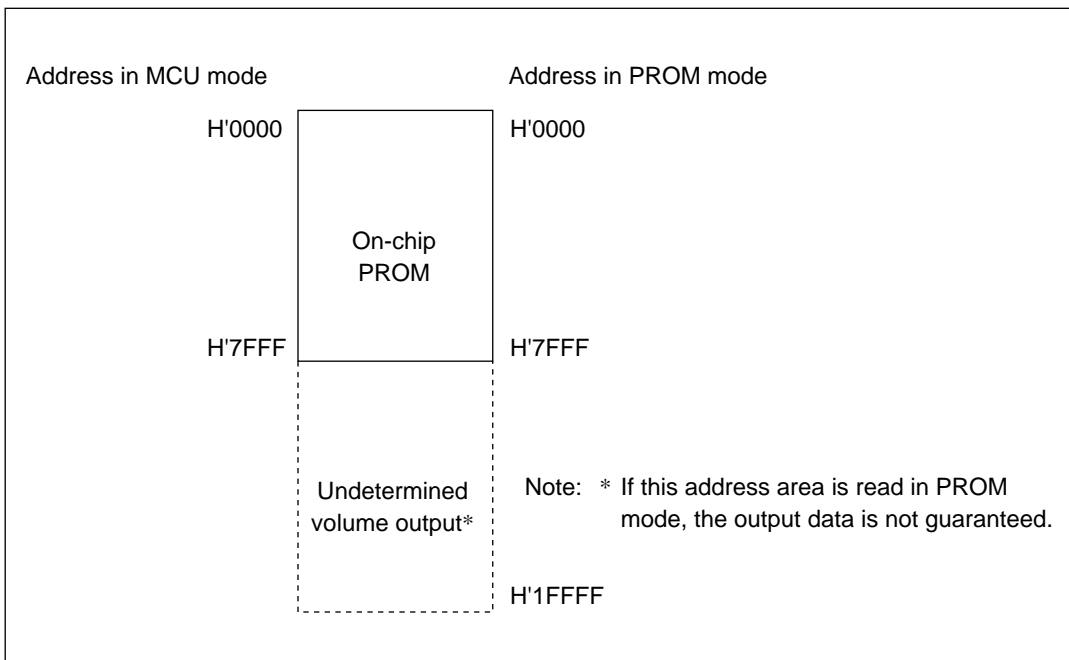 Address in MCU mode
Address in PROM mode
H'0000
H'0000
On-chip
PROM
H'7FFF
H'7FFF
Undetermined
volume output*
Note: * If this address area is read in PROM
mode, the output data is not guaranteed.
H'1FFFF